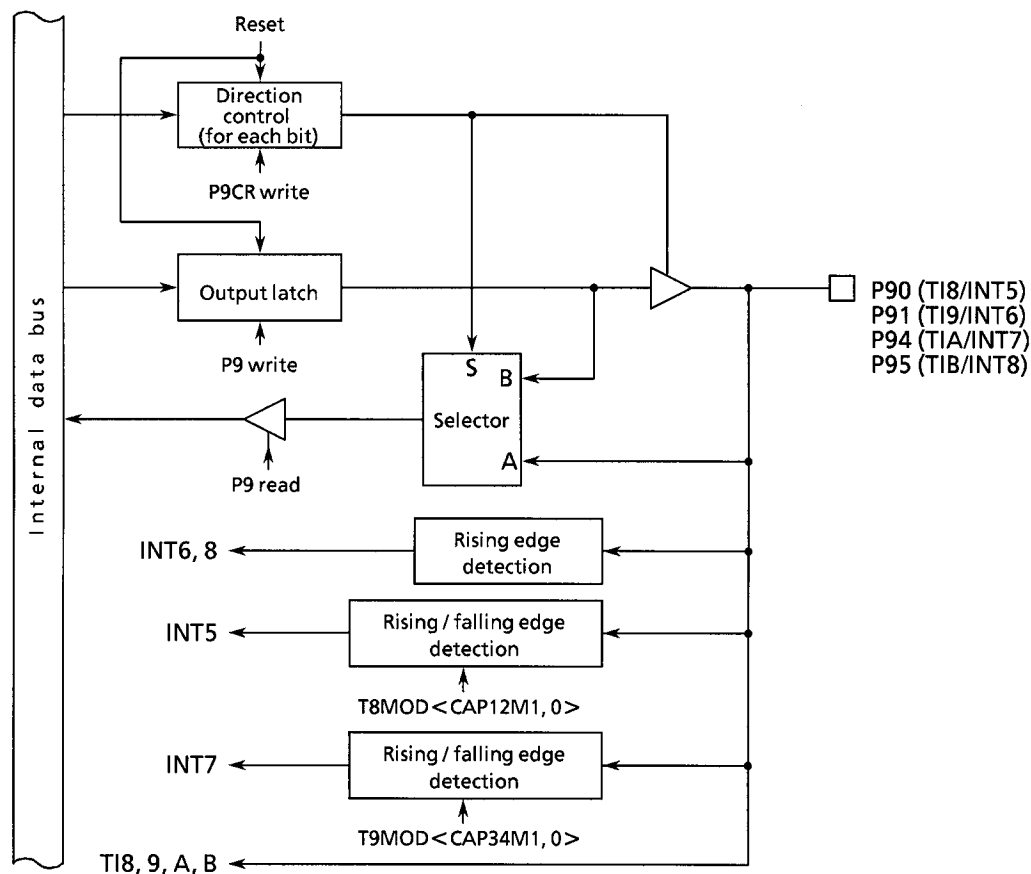 Reset
Direction
control
(for each bit)
P9CR write
Output latch
P9 write
P90 (TI8/INT5)
P91 (TI9/INT6)
P94 (TIA/INT7)
P95 (TIB/INT8)
S
B
Selector
A
P9 read
Internal data bus
INT6, 8
Rising edge
detection
INT5
Rising / falling edge
detection
T8MOD<CAP12M1, 0>
INT7
Rising / falling edge
detection
T9MOD<CAP34M1, 0>
TI8, 9, A, B